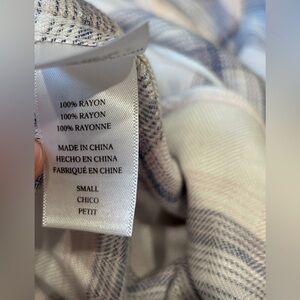 100% RAYON
100% RAYON
100% RAYONNE
MADE IN CHINA
HECHO EN CHINA
FABRIQUÉ EN CHINE
SMALL
CHICO
PETIT